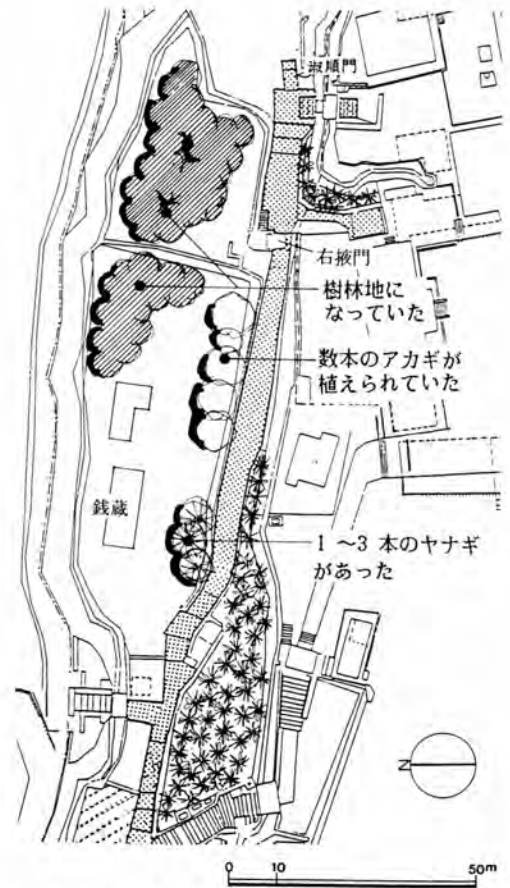 淑順門
右掖門
樹林地に
なっていた
数本のアカギが
植えられていた
銭蔵
1～3 本のヤナギ
があった
N
0 10 50m